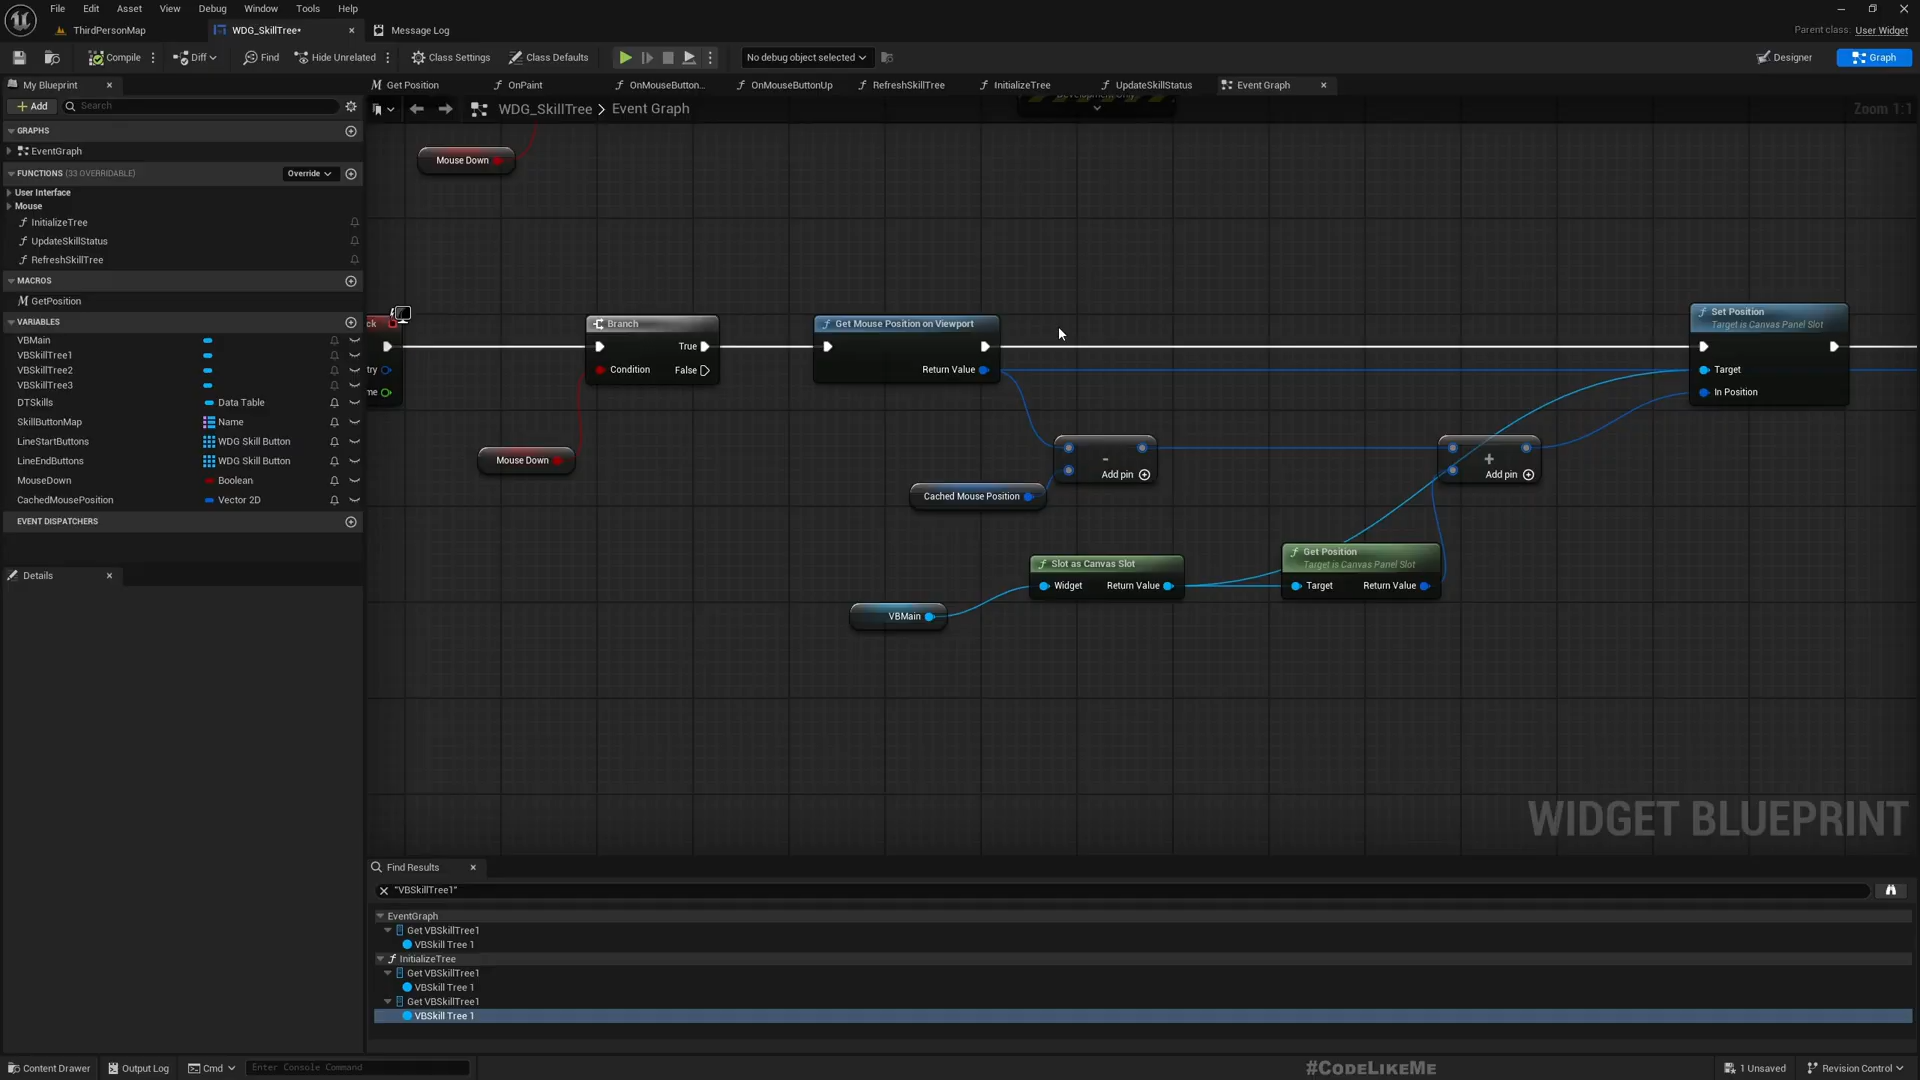 File Edit Asset View Debug Window Tools Help
ThirdPersonMap WDG_SkillTree• Message Log Parent class: User Widget
Compile Diff Find Hide Unrelated Class Settings Class Defaults No debug object selected Designer Graph
My Blueprint Get Position OnPaint OnMouseButton... OnMouseButtonUp RefreshSkillTree InitializeTree UpdateSkillStatus Event Graph
Add Search WDG_SkillTree > Event Graph Zoom 1:1
GRAPHS
EventGraph
FUNCTIONS (33 OVERRIDABLE) Override
User Interface
Mouse
InitializeTree
UpdateSkillStatus
RefreshSkillTree
MACROS
GetPosition
VARIABLES
VBMain
VBSkillTree1
VBSkillTree2
VBSkillTree3
DTSkills Data Table
SkillButtonMap Name
LineStartButtons WDG Skill Button
LineEndButtons WDG Skill Button
MouseDown Boolean
CachedMousePosition Vector 2D
EVENT DISPATCHERS
Details
Mouse Down
ck
try
me
Branch
True
Condition False
Mouse Down
Get Mouse Position on Viewport
Return Value
Cached Mouse Position
-
Add pin
+
Add pin
Set Position
Target is Canvas Panel Slot
Target
In Position
VBMain
Slot as Canvas Slot
Widget Return Value
Get Position
Target is Canvas Panel Slot
Target Return Value
WIDGET BLUEPRINT
Find Results
"VBSkillTree1"
EventGraph
Get VBSkillTree1
VBSkill Tree 1
InitializeTree
Get VBSkillTree1
VBSkill Tree 1
Get VBSkillTree1
VBSkill Tree 1
Content Drawer Output Log Cmd Enter Console Command #CodeLikeMe 1 Unsaved Revision Control